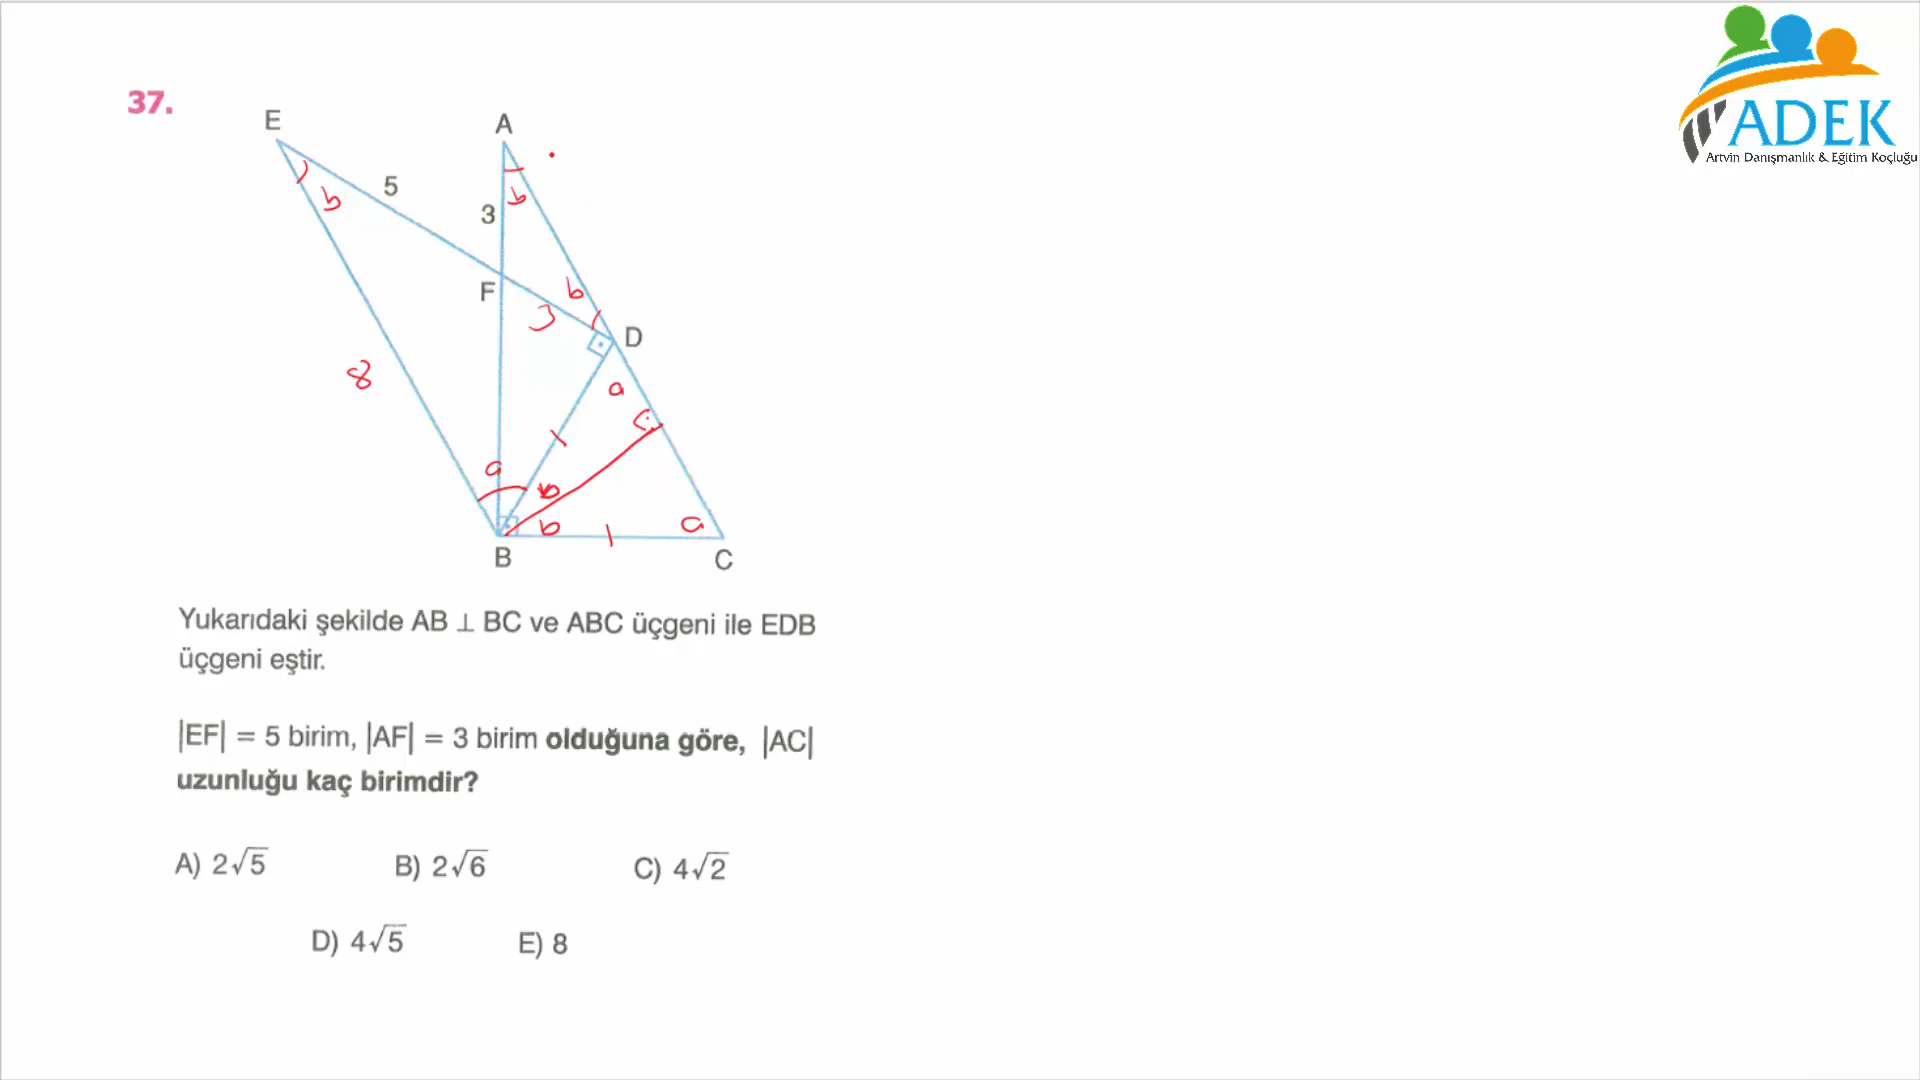 ADEK
Artvin Danışmanlık & Eğitim Koçluğu
37.
E
A
5
b
3
b
F
b
3
D
8
a
a
b
b
a
B
C
Yukarıdaki şekilde AB ⊥ BC ve ABC üçgeni ile EDB
üçgeni eştir.
|EF| = 5 birim, |AF| = 3 birim olduğuna göre, |AC|
uzunluğu kaç birimdir?
A) 2√5 B) 2√6 C) 4√2
D) 4√5 E) 8